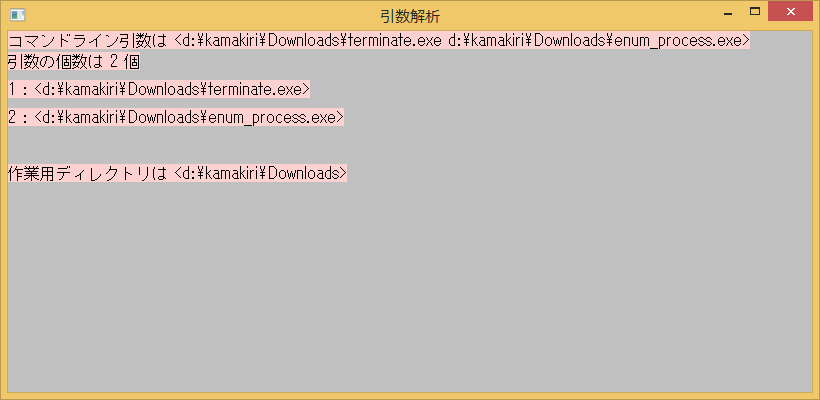 引数解析
コマンドライン引数は <d:¥kamakiri¥Downloads¥terminate.exe d:¥kamakiri¥Downloads¥enum_process.exe>
引数の個数は 2 個
1 : <d:¥kamakiri¥Downloads¥terminate.exe>
2 : <d:¥kamakiri¥Downloads¥enum_process.exe>
作業用ディレクトリは <d:¥kamakiri¥Downloads>